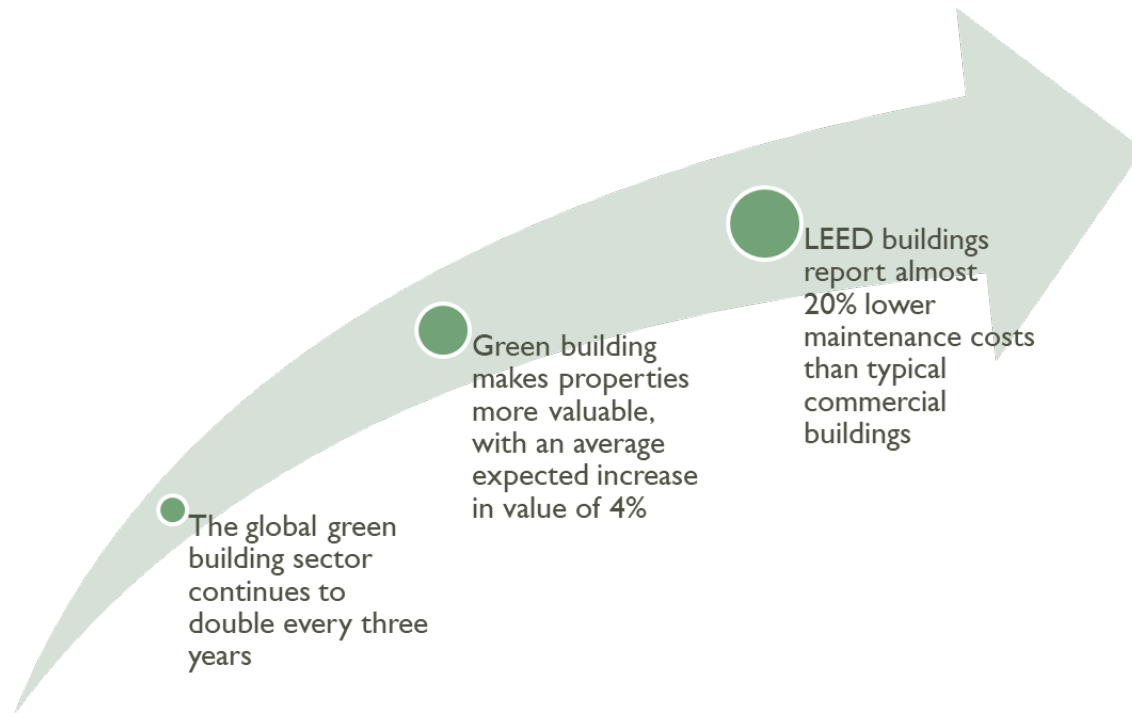 The global green
building sector
continues to
double every three
years
Green building
makes properties
more valuable,
with an average
expected increase
in value of 4%
LEED buildings
report almost
20% lower
maintenance costs
than typical
commercial
buildings